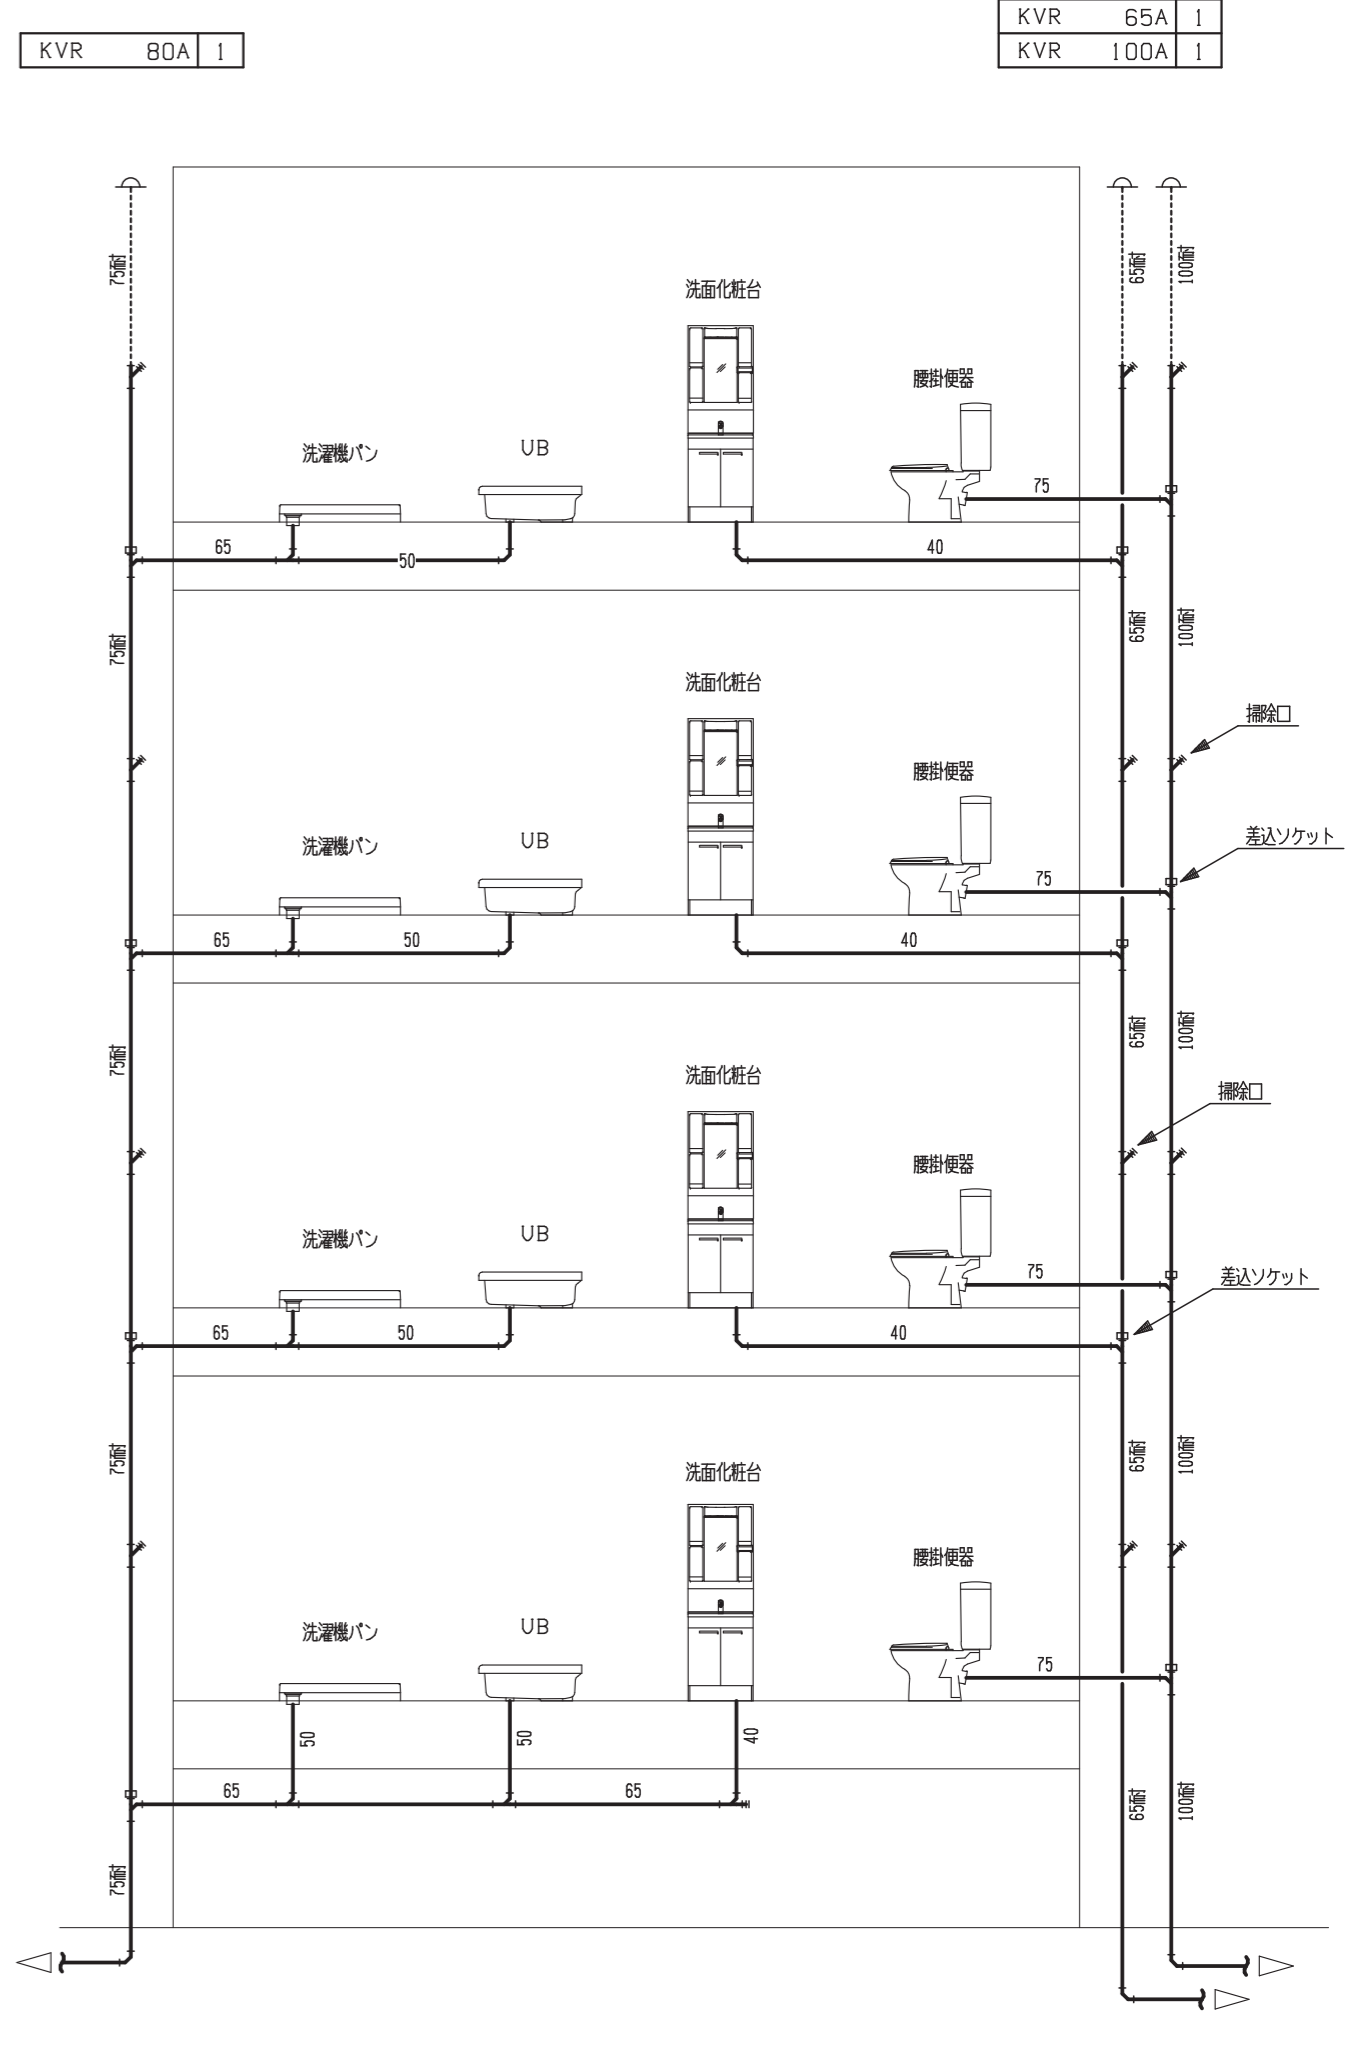 KVR 65A 1
KVR 80A 1
KVR 100A 1
75耐
65耐
100耐
洗面化粧台
腰掛便器
洗濯機パン
UB
75
65
50
40
75耐
65耐
100耐
洗面化粧台
掃除口
腰掛便器
洗濯機パン
UB
差込ソケット
75
65
50
40
75耐
65耐
100耐
洗面化粧台
掃除口
腰掛便器
洗濯機パン
UB
75
差込ソケット
65
50
40
75耐
65耐
100耐
洗面化粧台
腰掛便器
洗濯機パン
UB
75
50
50
40
65
65
65耐
100耐
75耐